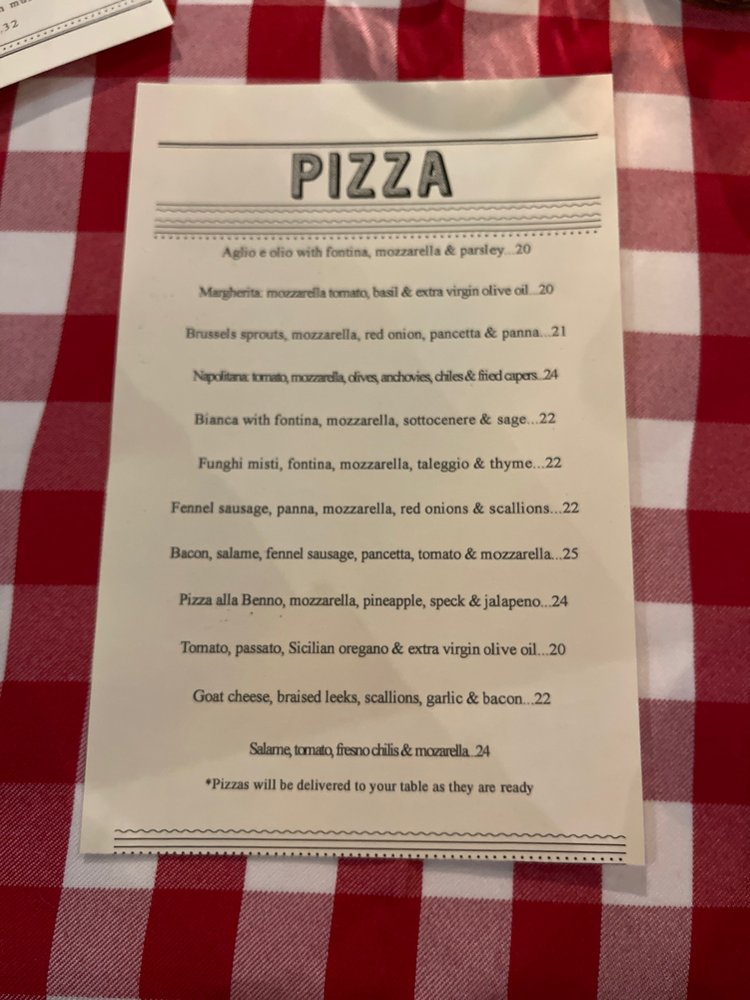 ,32
PIZZA
Aglio e olio with fontina, mozzarella & parsley...20
Margherita: mozzarella tomato, basil & extra virgin olive oil...20
Brussels sprouts, mozzarella, red onion, pancetta & panna...21
Napolitana: tomato, mozzarella, olives, anchovies, chiles & fried capers...24
Bianca with fontina, mozzarella, sottocenere & sage...22
Funghi misti, fontina, mozzarella, taleggio & thyme...22
Fennel sausage, panna, mozzarella, red onions & scallions...22
Bacon, salame, fennel sausage, pancetta, tomato & mozzarella...25
Pizza alla Benno, mozzarella, pineapple, speck & jalapeno...24
Tomato, passato, Sicilian oregano & extra virgin olive oil...20
Goat cheese, braised leeks, scallions, garlic & bacon...22
Salame, tomato, fresno chilis & mozarella...24
*Pizzas will be delivered to your table as they are ready